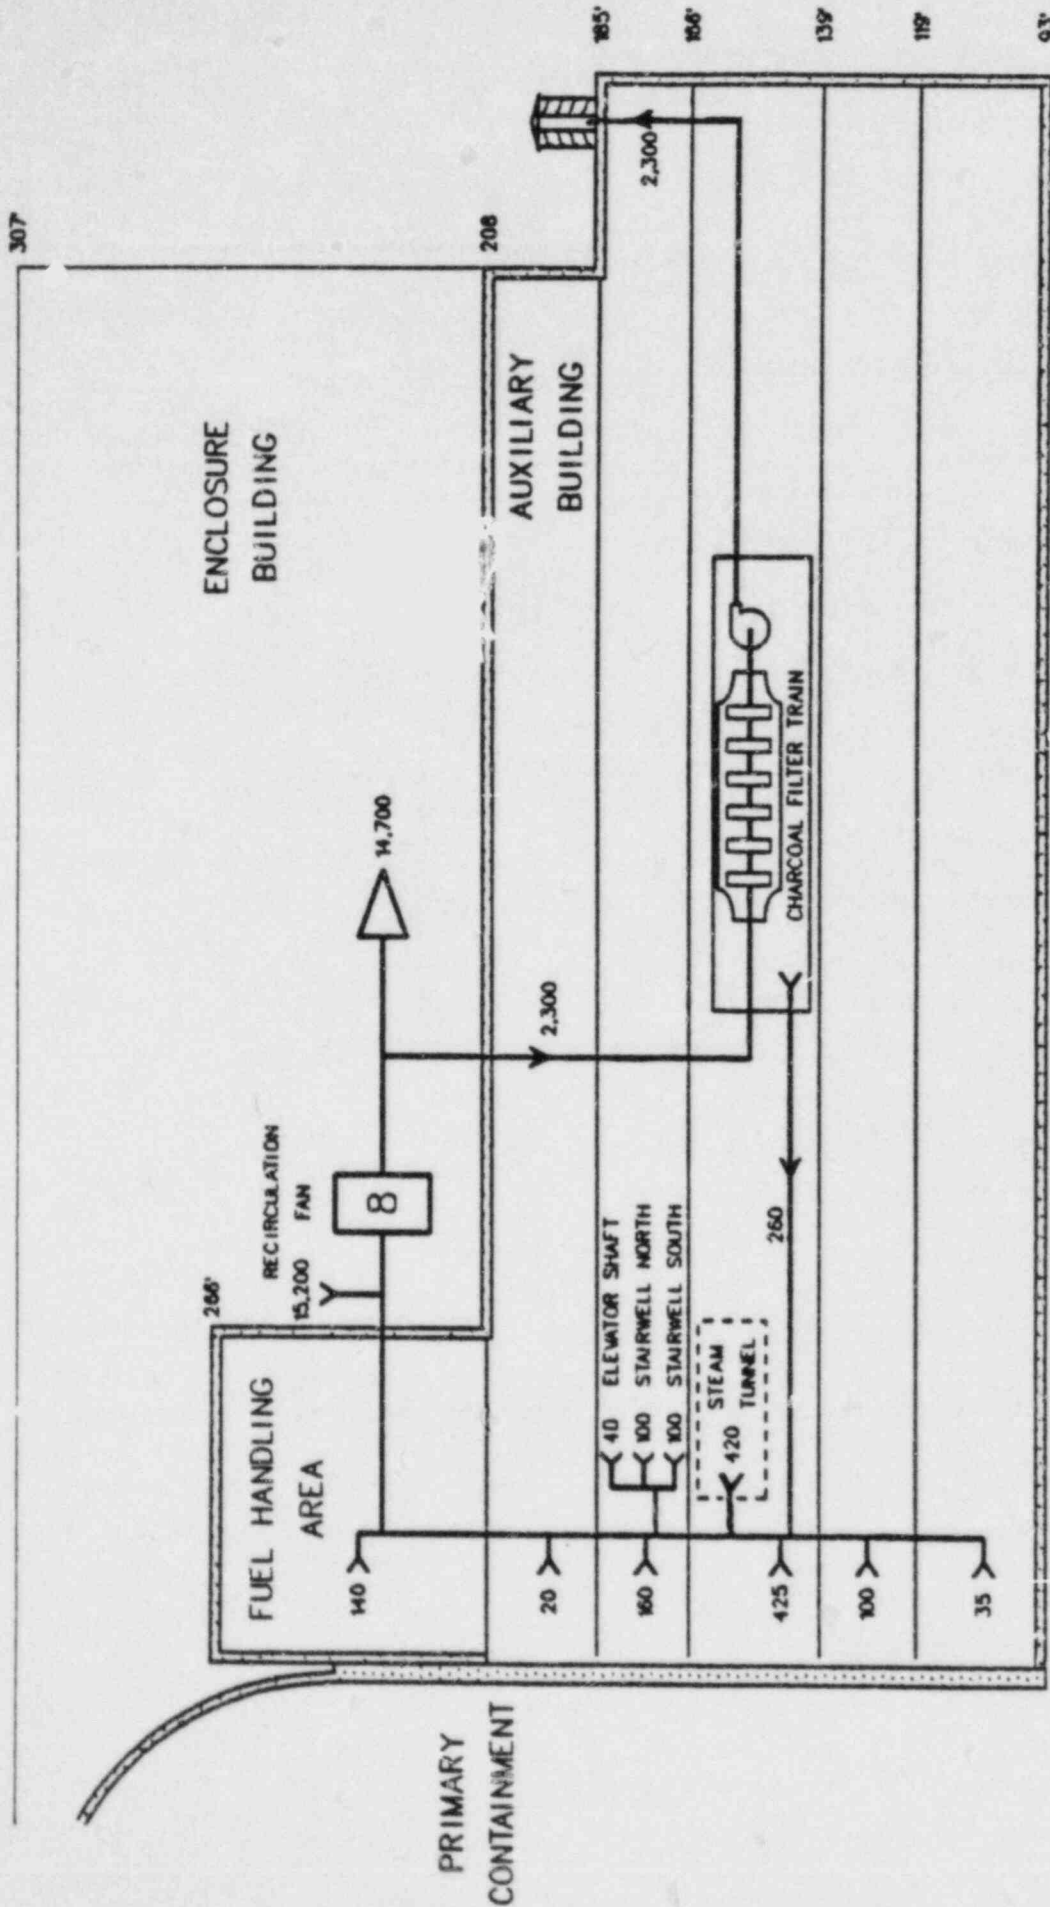 307'
266'
208
185'
166'
139'
119'
93'
ENCLOSURE
BUILDING
AUXILIARY
BUILDING
FUEL HANDLING
AREA
PRIMARY
CONTAINMENT
RECIRCULATION
FAN
15,200
14,700
2,300
2,300
140
20
160
425
100
35
40 ELEVATOR SHAFT
100 STAIRWELL NORTH
100 STAIRWELL SOUTH
STEAM
420 TUNNEL
260
CHARCOAL FILTER TRAIN